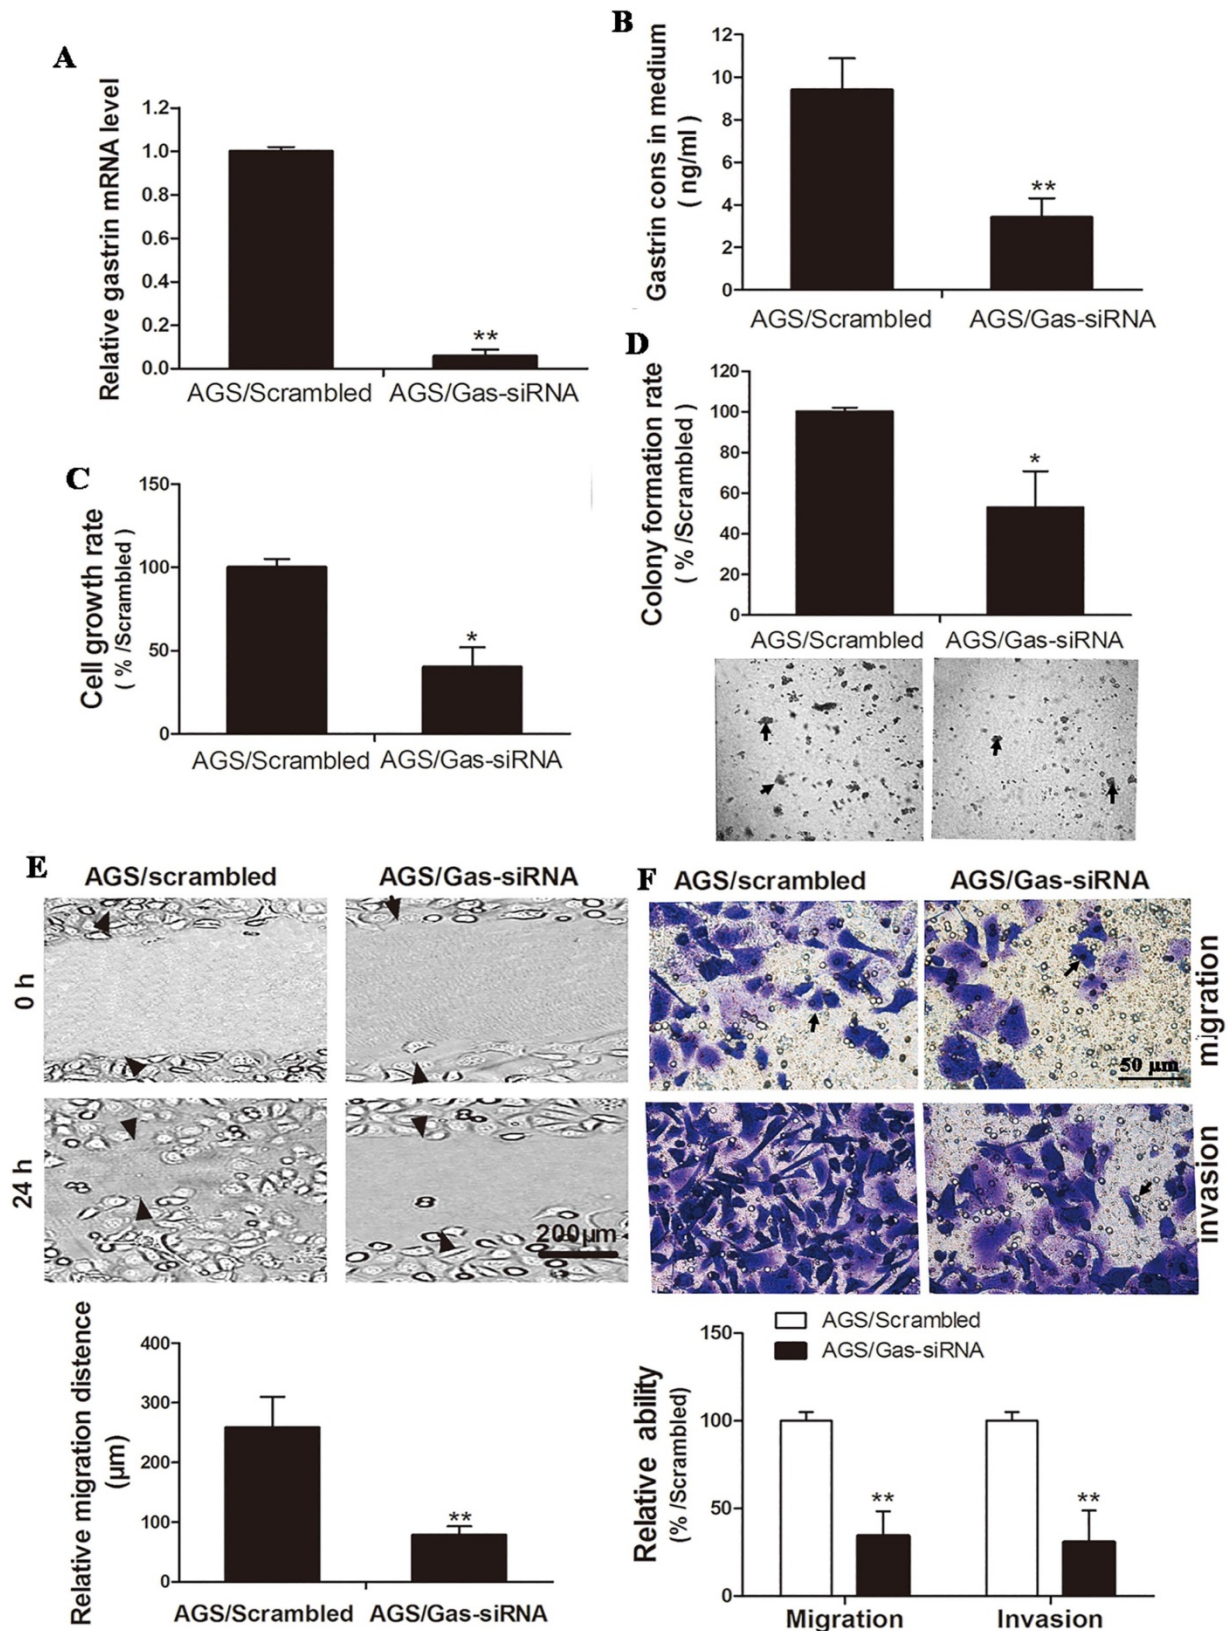 A
Relative gastrin mRNA level
1.2
1.0
0.8
0.6
0.4
0.2
0.0
**
AGS/Scrambled AGS/Gas-siRNA
B
Gastrin cons in medium
( ng/ml )
12
10
8
6
4
2
0
**
AGS/Scrambled AGS/Gas-siRNA
C
Cell growth rate
( % /Scrambled )
150
100
50
0
*
AGS/Scrambled AGS/Gas-siRNA
D
Colony formation rate
( % /Scrambled )
120
100
80
60
40
20
0
*
AGS/Scrambled AGS/Gas-siRNA
E
AGS/scrambled AGS/Gas-siRNA
0 h
24 h
200μm
Relative migration distence
(μm)
400
300
200
100
0
**
AGS/Scrambled AGS/Gas-siRNA
F
AGS/scrambled AGS/Gas-siRNA
migration
50 μm
invasion
AGS/Scrambled
AGS/Gas-siRNA
Relative ability
(% /Scrambled)
150
100
50
0
** **
Migration Invasion